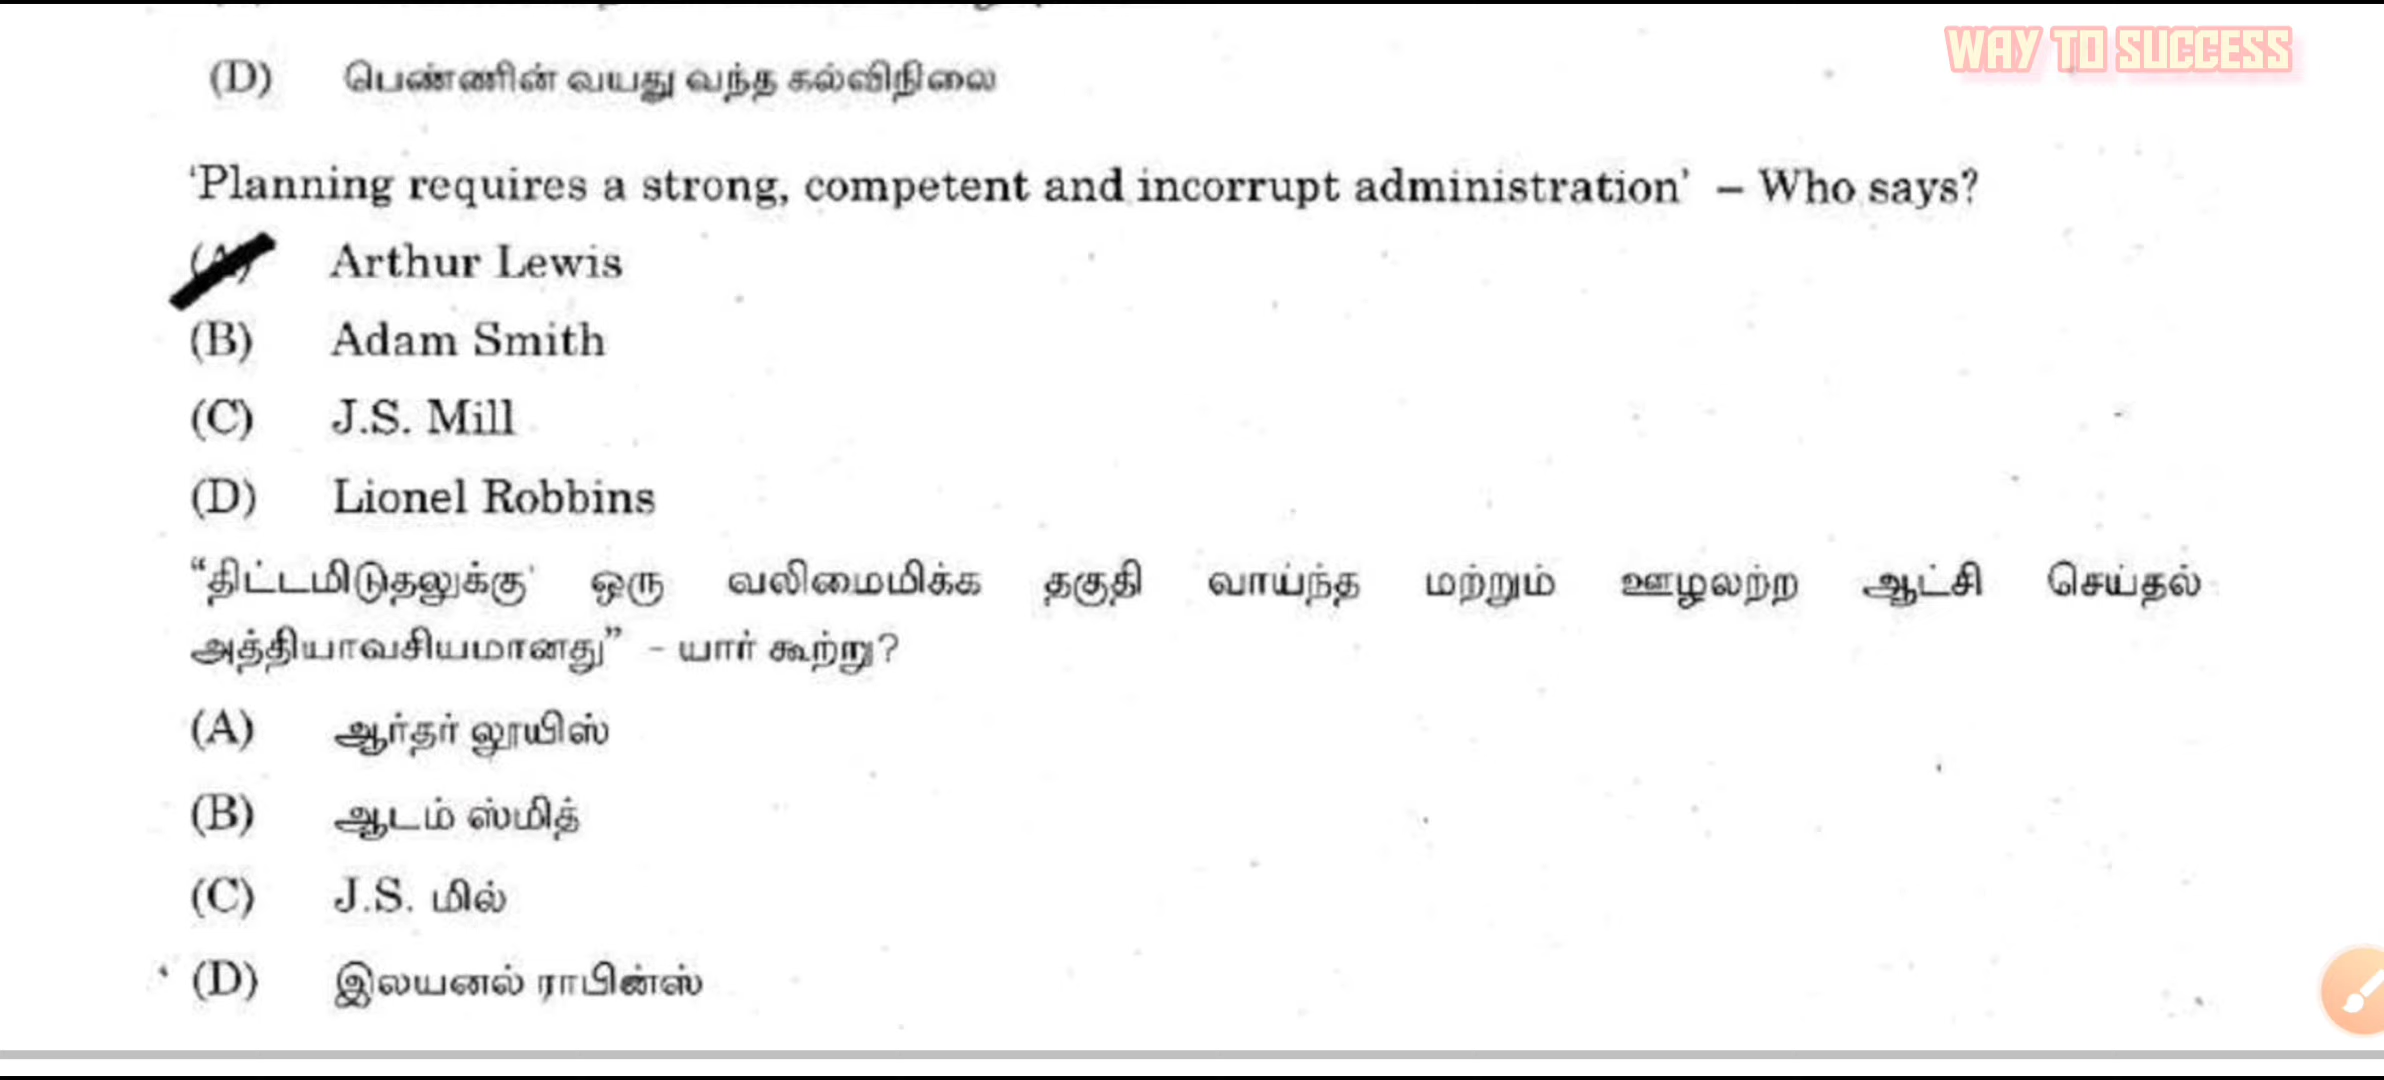 WAY TO SUCCESS
(D) பெண்ணின் வயது வந்த கல்விநிலை
‘Planning requires a strong, competent and incorrupt administration’ – Who says?
(A) Arthur Lewis
(B) Adam Smith
(C) J.S. Mill
(D) Lionel Robbins
“திட்டமிடுதலுக்கு ஒரு வலிமைமிக்க தகுதி வாய்ந்த மற்றும் ஊழலற்ற ஆட்சி செய்தல்
அத்தியாவசியமானது” - யார் கூற்று?
(A) ஆர்தர் லூயிஸ்
(B) ஆடம் ஸ்மித்
(C) J.S. மில்
(D) இலயனல் ராபின்ஸ்